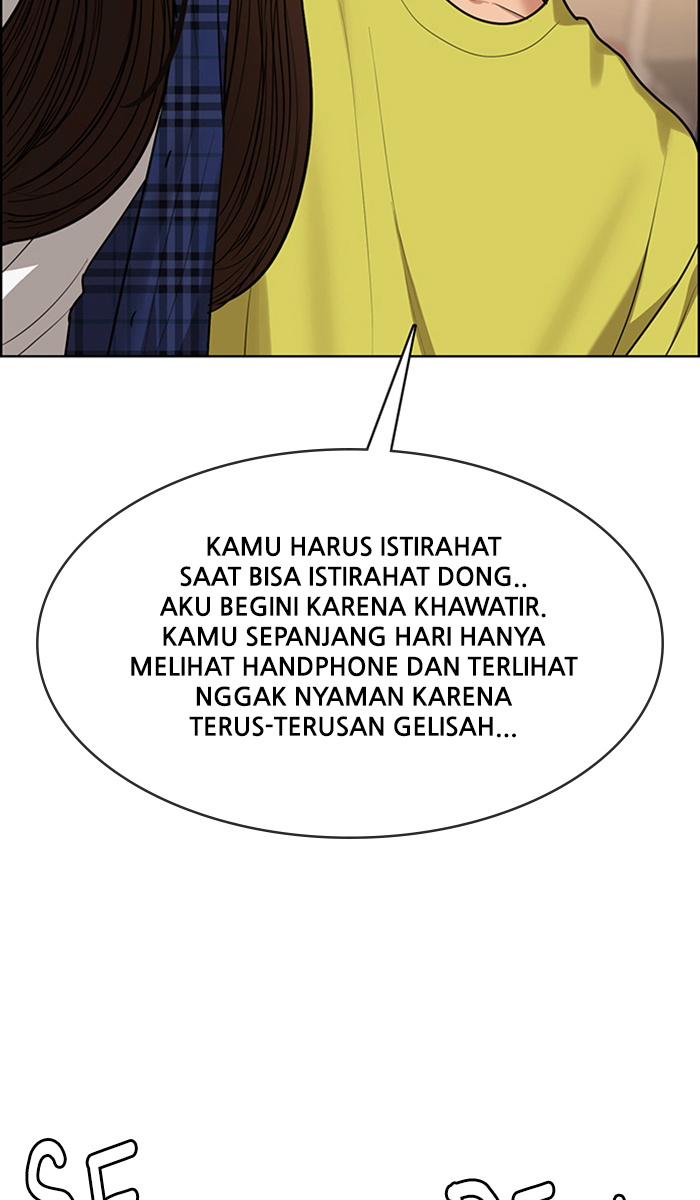 KAMU HARUS ISTIRAHAT
SAAT BISA ISTIRAHAT DONG..
AKU BEGINI KARENA KHAWATIR.
KAMU SEPANJANG HARI HANYA
MELIHAT HANDPHONE DAN TERLIHAT
NGGAK NYAMAN KARENA
TERUS-TERUSAN GELISAH...
SE